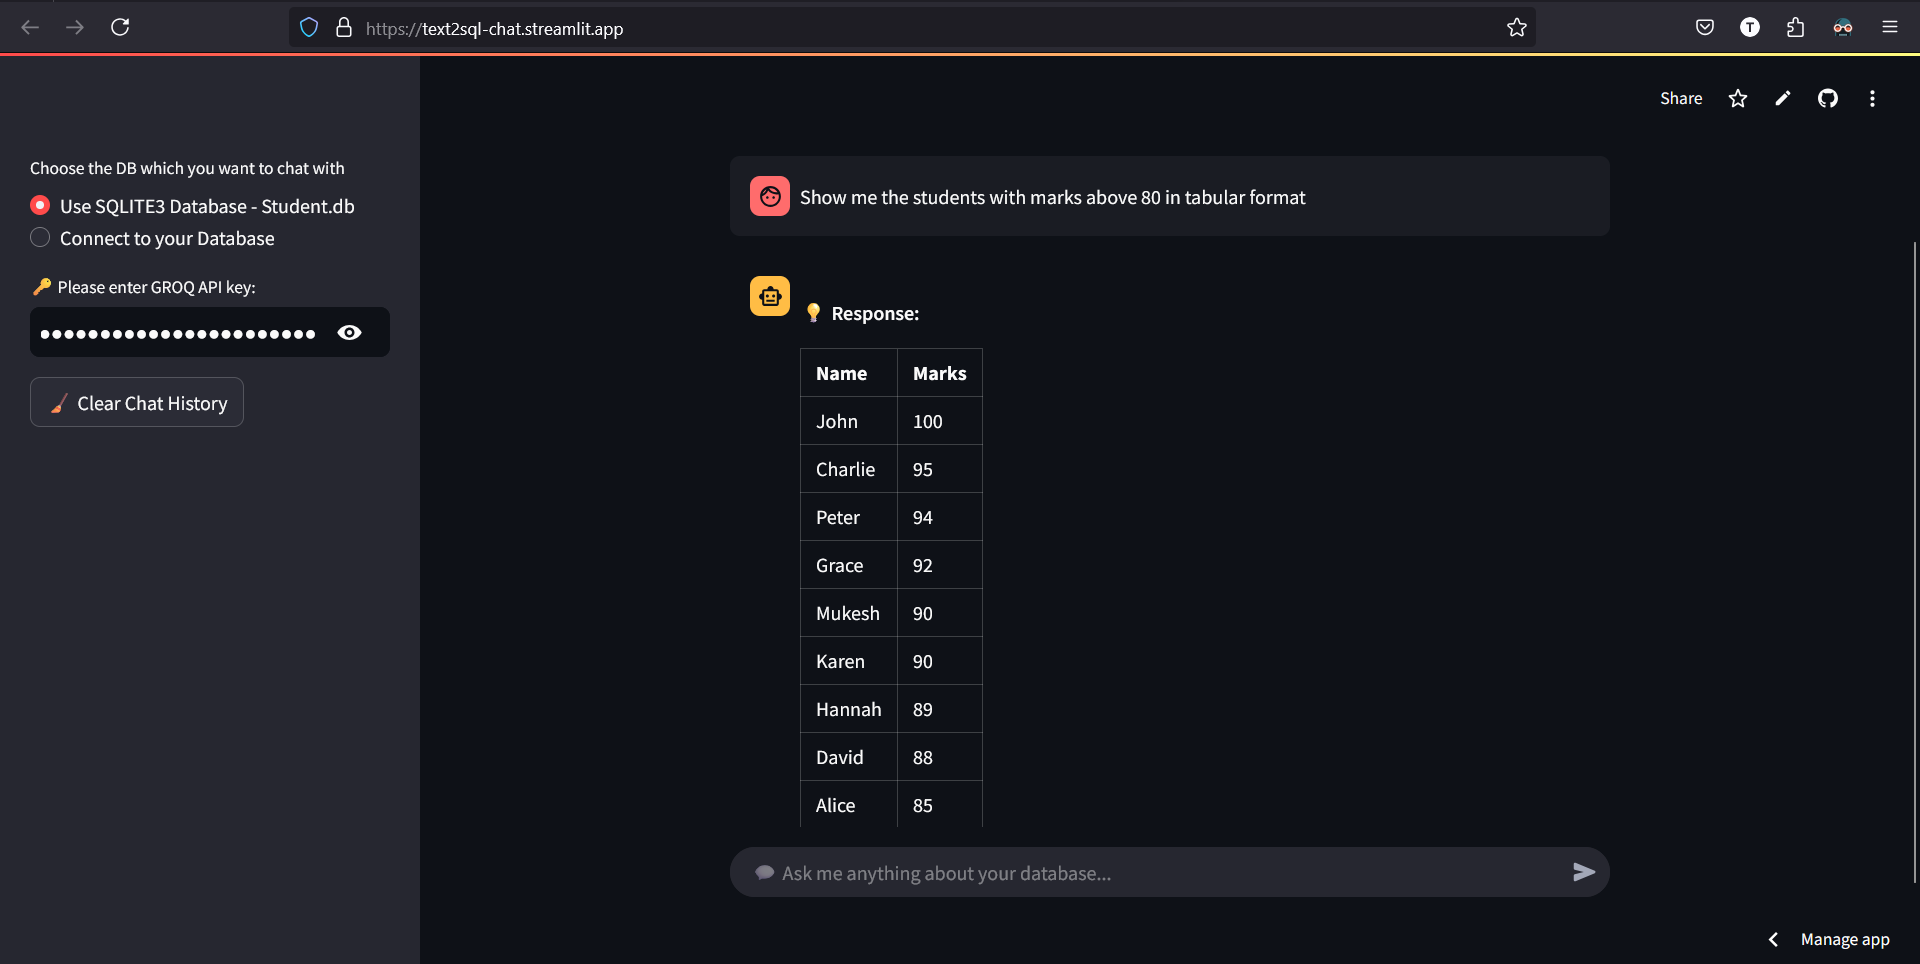 https://text2sql-chat.streamlit.app
T
Share
Choose the DB which you want to chat with
Use SQLITE3 Database - Student.db
Connect to your Database
Please enter GROQ API key:
Clear Chat History
Show me the students with marks above 80 in tabular format
Response:
Name Marks
John 100
Charlie 95
Peter 94
Grace 92
Mukesh 90
Karen 90
Hannah 89
David 88
Alice 85
Ask me anything about your database...
Manage app